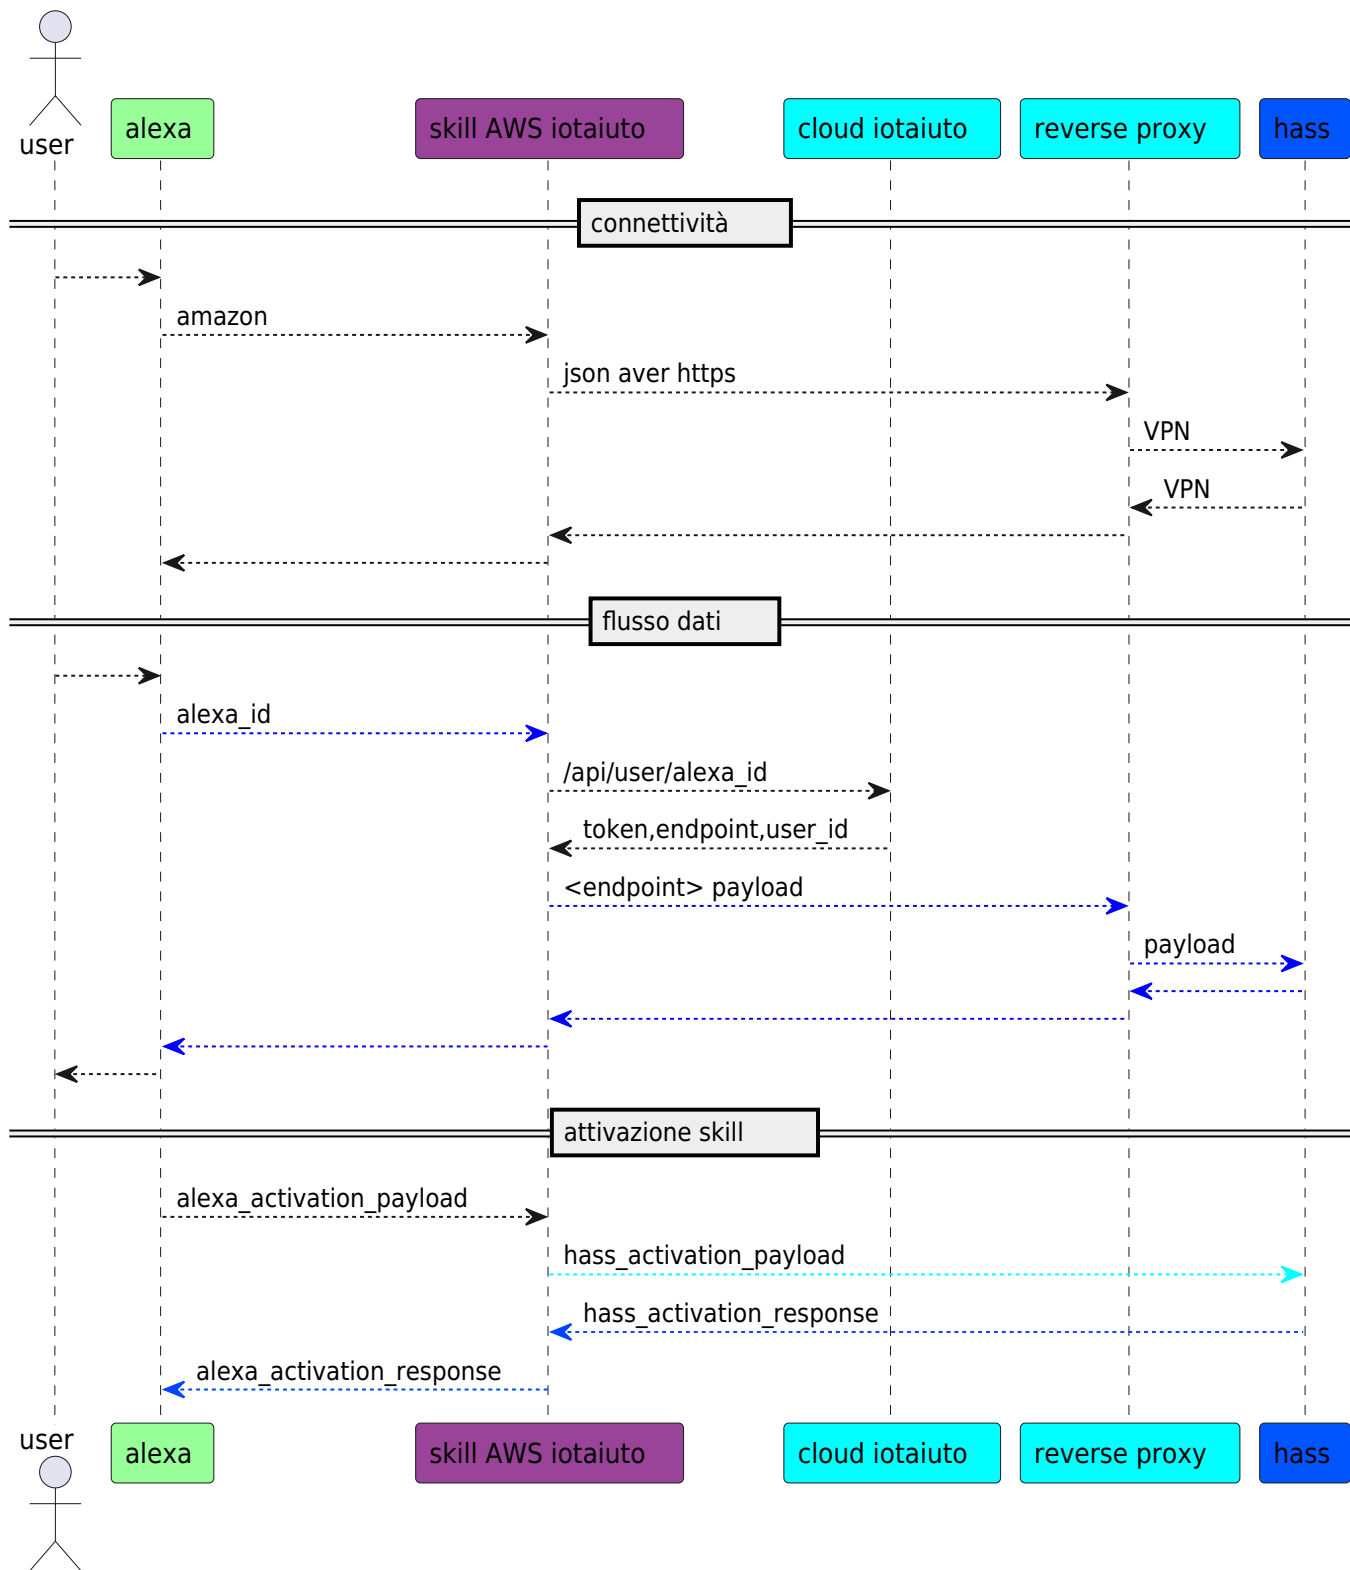 user
alexa
skill AWS iotaiuto
cloud iotaiuto
reverse proxy
hass
connettività
amazon
json aver https
VPN
VPN
flusso dati
alexa_id
/api/user/alexa_id
token,endpoint,user_id
<endpoint> payload
payload
attivazione skill
alexa_activation_payload
hass_activation_payload
hass_activation_response
alexa_activation_response
user
alexa
skill AWS iotaiuto
cloud iotaiuto
reverse proxy
hass